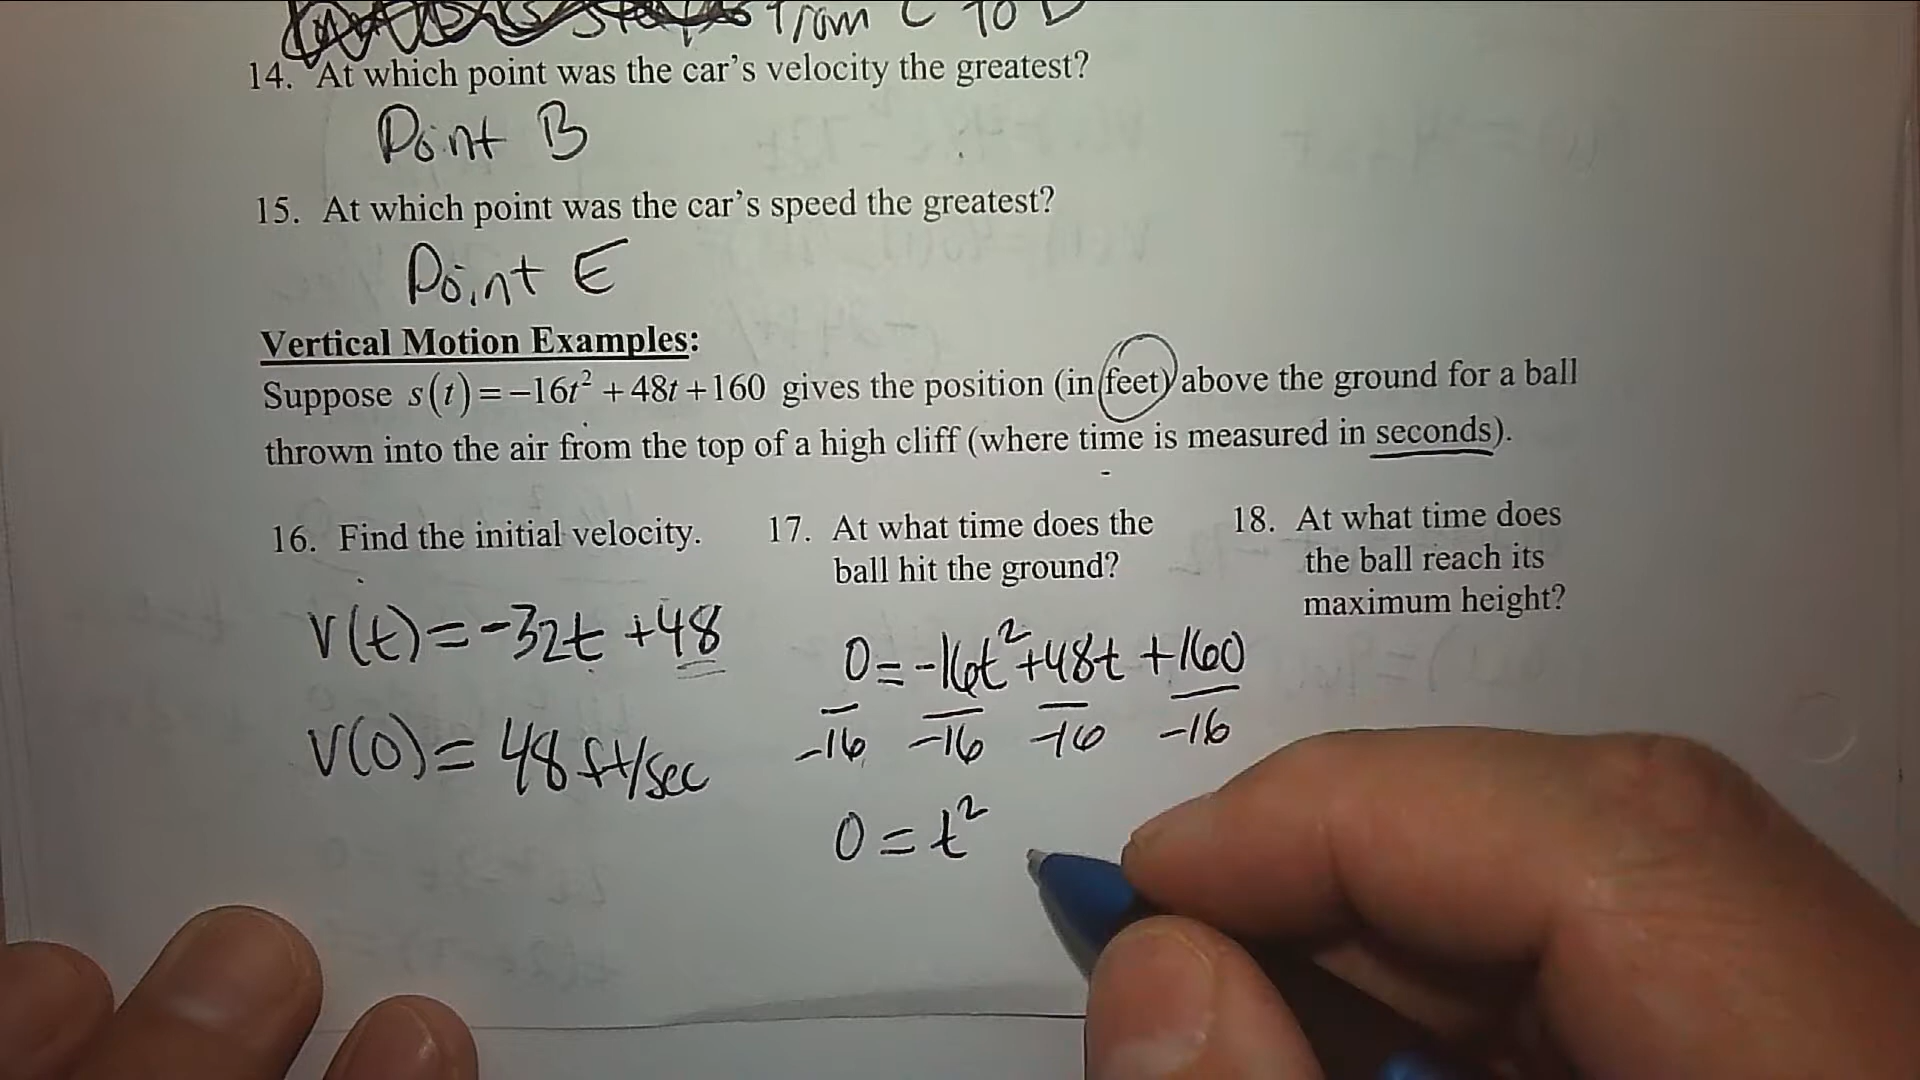 from C to D
14. At which point was the car's velocity the greatest?
Point B
15. At which point was the car's speed the greatest?
Point E
Vertical Motion Examples:
Suppose s(t)=−16t²+48t+160 gives the position (in feet) above the ground for a ball
thrown into the air from the top of a high cliff (where time is measured in seconds).
16. Find the initial velocity.
v(t)=-32t+48
v(0)=48 ft/sec
17. At what time does the
ball hit the ground?
0=-16t²+48t+160
-16 -16 -16 -16
0=t²
18. At what time does
the ball reach its
maximum height?